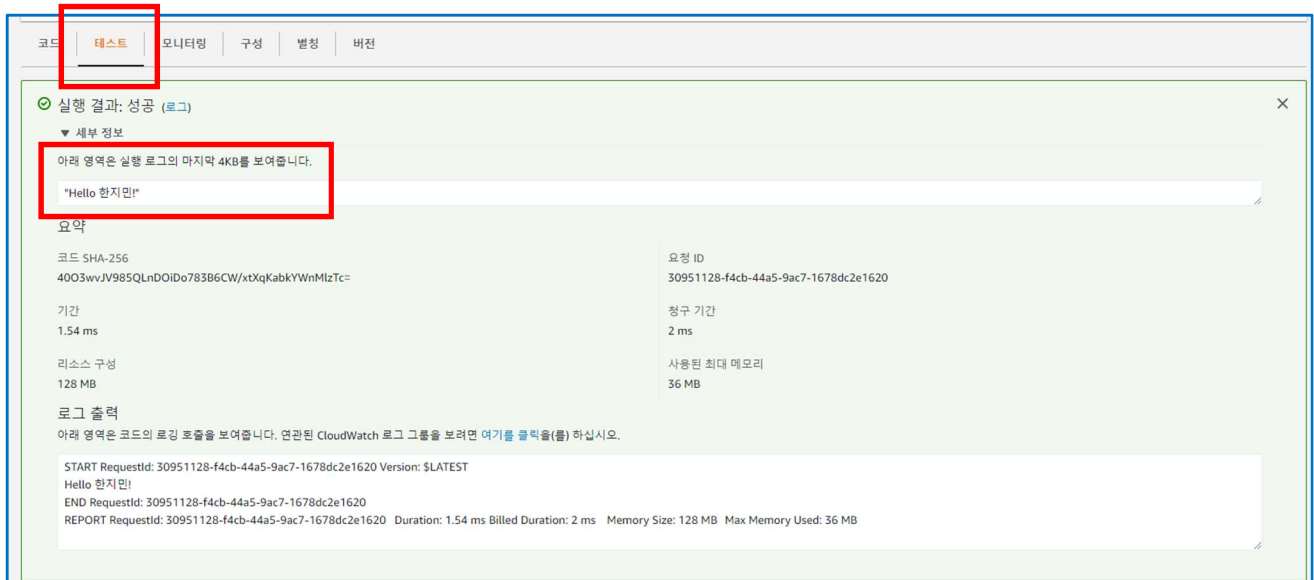 코드 테스트 모니터링 구성 별칭 버전
실행 결과: 성공 (로그)
▼ 세부 정보
아래 영역은 실행 로그의 마지막 4KB를 보여줍니다.
"Hello 한지민!"
요약
코드 SHA-256
40O3wvJV985QLnDOiDo783B6CW/xtXqKabkYWnMlzTc=
요청 ID
30951128-f4cb-44a5-9ac7-1678dc2e1620
기간
1.54 ms
청구 기간
2 ms
리소스 구성
128 MB
사용된 최대 메모리
36 MB
로그 출력
아래 영역은 코드의 로깅 호출을 보여줍니다. 연관된 CloudWatch 로그 그룹을 보려면 여기를 클릭을(를) 하십시오.
START RequestId: 30951128-f4cb-44a5-9ac7-1678dc2e1620 Version: $LATEST
Hello 한지민!
END RequestId: 30951128-f4cb-44a5-9ac7-1678dc2e1620
REPORT RequestId: 30951128-f4cb-44a5-9ac7-1678dc2e1620 Duration: 1.54 ms Billed Duration: 2 ms Memory Size: 128 MB Max Memory Used: 36 MB